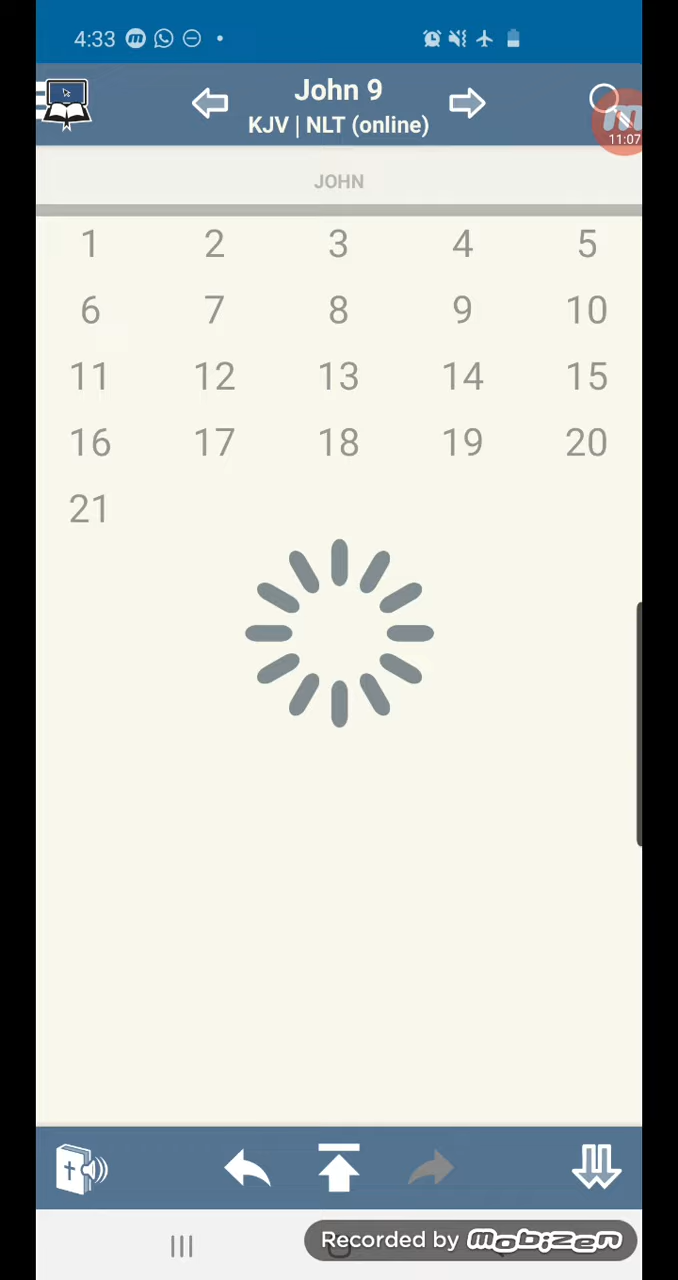 4:33
John 9
KJV | NLT (online)
11:07
JOHN
1 2 3 4 5
6 7 8 9 10
11 12 13 14 15
16 17 18 19 20
21
Recorded by mobizen